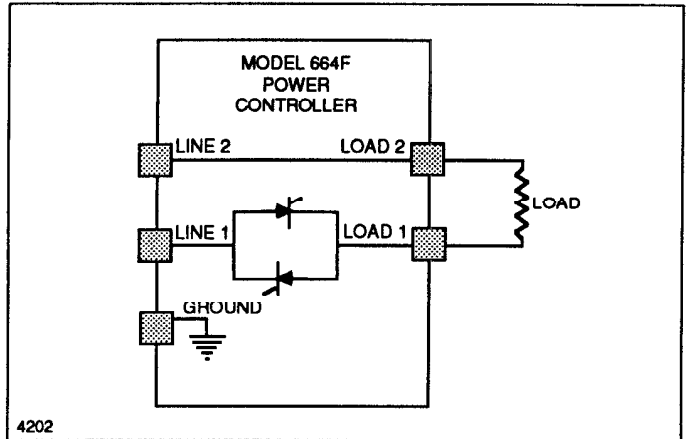 MODEL 664F
POWER
CONTROLLER
LINE 2 LOAD 2
LOAD
LINE 1 LOAD 1
GROUND
4202